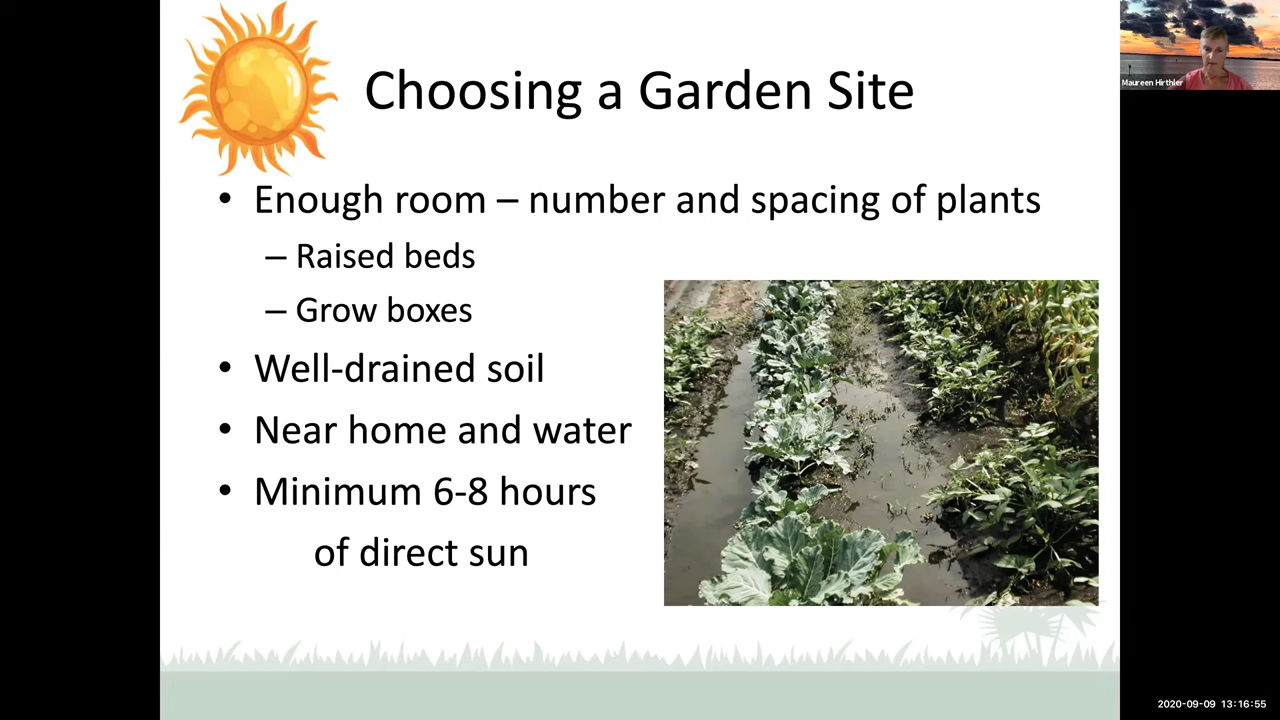 Choosing a Garden Site
• Enough room – number and spacing of plants
– Raised beds
– Grow boxes
• Well-drained soil
• Near home and water
• Minimum 6-8 hours
of direct sun
Maureen Hirthler
2020-09-09 13:16:55